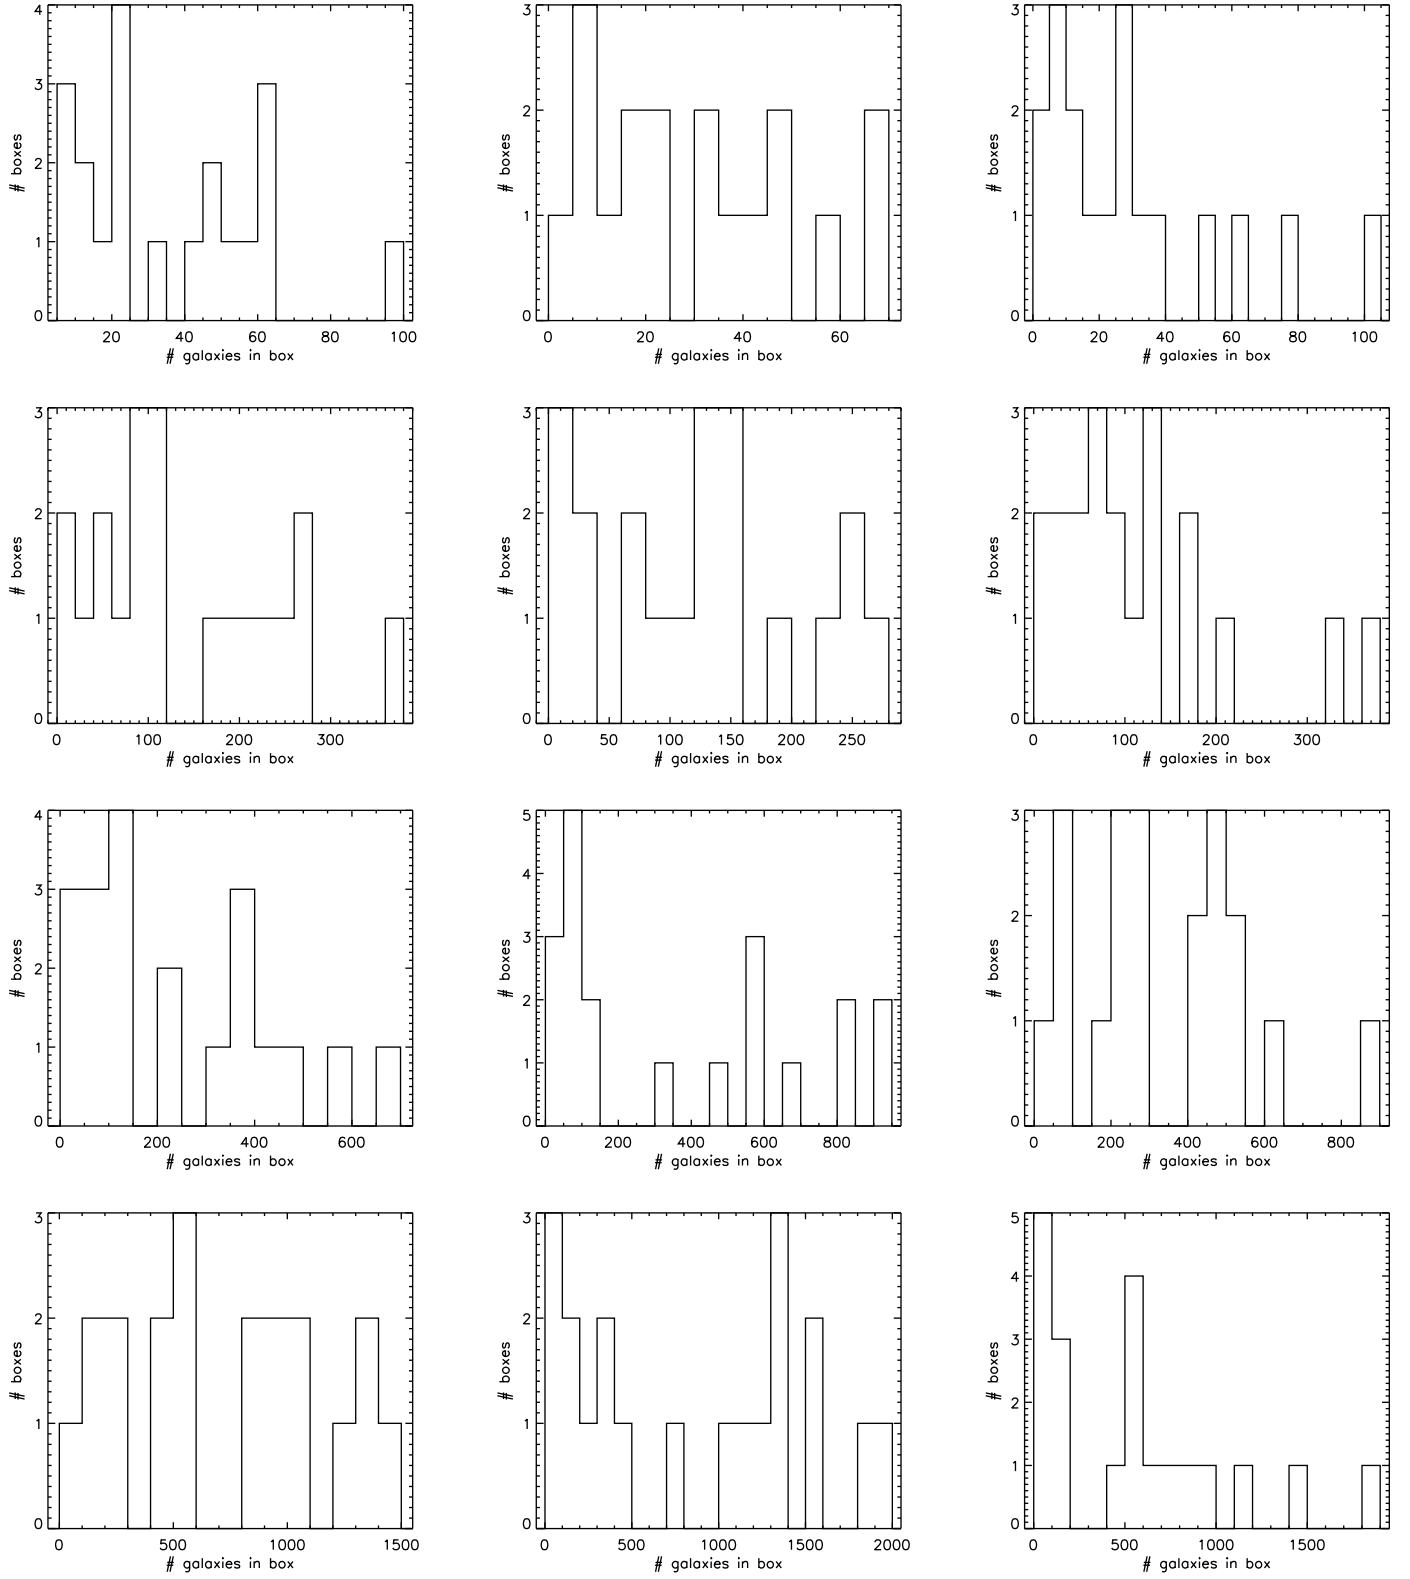 4
3
2
1
0
# boxes
20 40 60 80 100
# galaxies in box
3
2
1
0
# boxes
0 20 40 60
# galaxies in box
3
2
1
0
# boxes
0 20 40 60 80 100
# galaxies in box
3
2
1
0
# boxes
0 100 200 300
# galaxies in box
3
2
1
0
# boxes
0 50 100 150 200 250
# galaxies in box
3
2
1
0
# boxes
0 100 200 300
# galaxies in box
4
3
2
1
0
# boxes
0 200 400 600
# galaxies in box
5
4
3
2
1
0
# boxes
0 200 400 600 800
# galaxies in box
3
2
1
0
# boxes
0 200 400 600 800
# galaxies in box
3
2
1
0
# boxes
0 500 1000 1500
# galaxies in box
3
2
1
0
# boxes
0 500 1000 1500 2000
# galaxies in box
5
4
3
2
1
0
# boxes
0 500 1000 1500
# galaxies in box